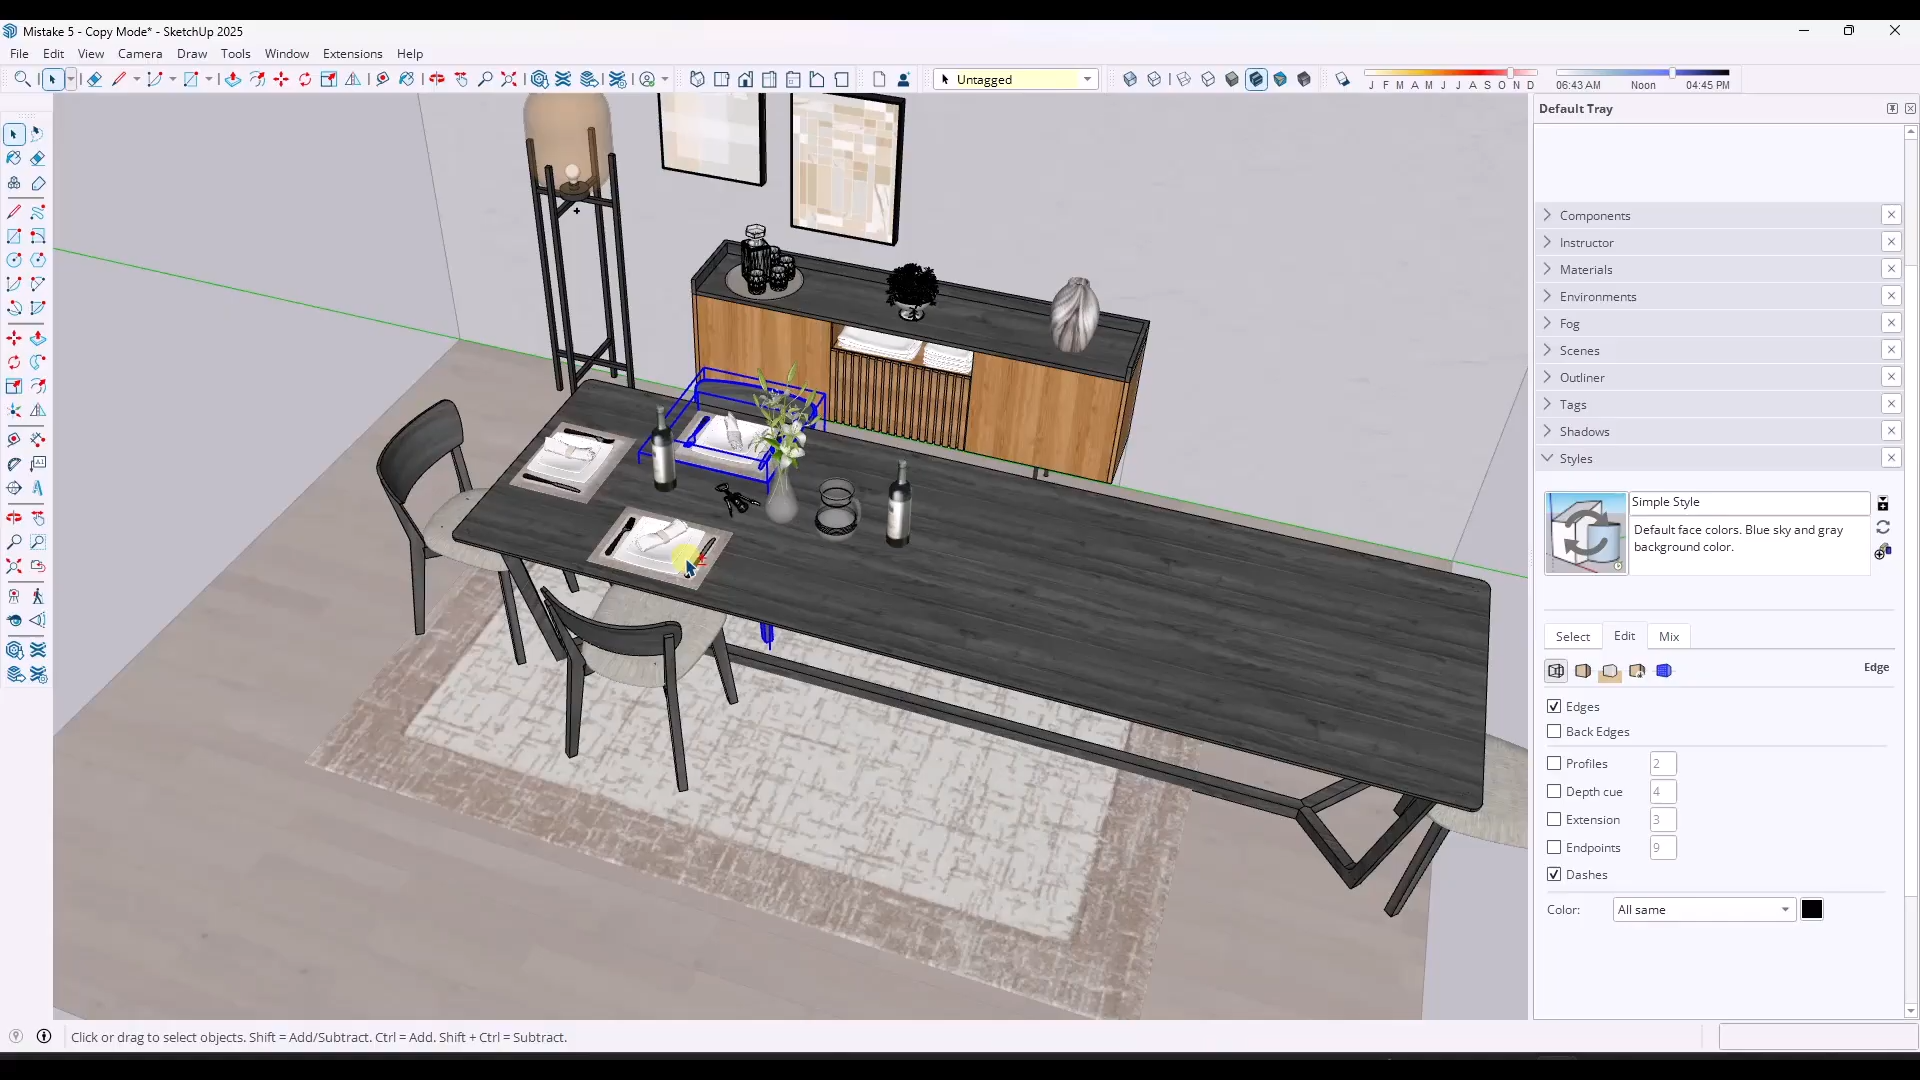 Mistake 5 - Copy Mode* - SketchUp 2025
File Edit View Camera Draw Tools Window Extensions Help
Untagged
J F M A M J J A S O N D
06:43 AM Noon 04:45 PM
Default Tray
Components
Instructor
Materials
Environments
Fog
Scenes
Outliner
Tags
Shadows
Styles
Simple Style
Default face colors. Blue sky and gray
background color.
Select Edit Mix
Edge
Edges
Back Edges
Profiles 2
Depth cue 4
Extension 3
Endpoints 9
Dashes
Color: All same
Click or drag to select objects. Shift = Add/Subtract. Ctrl = Add. Shift + Ctrl = Subtract.